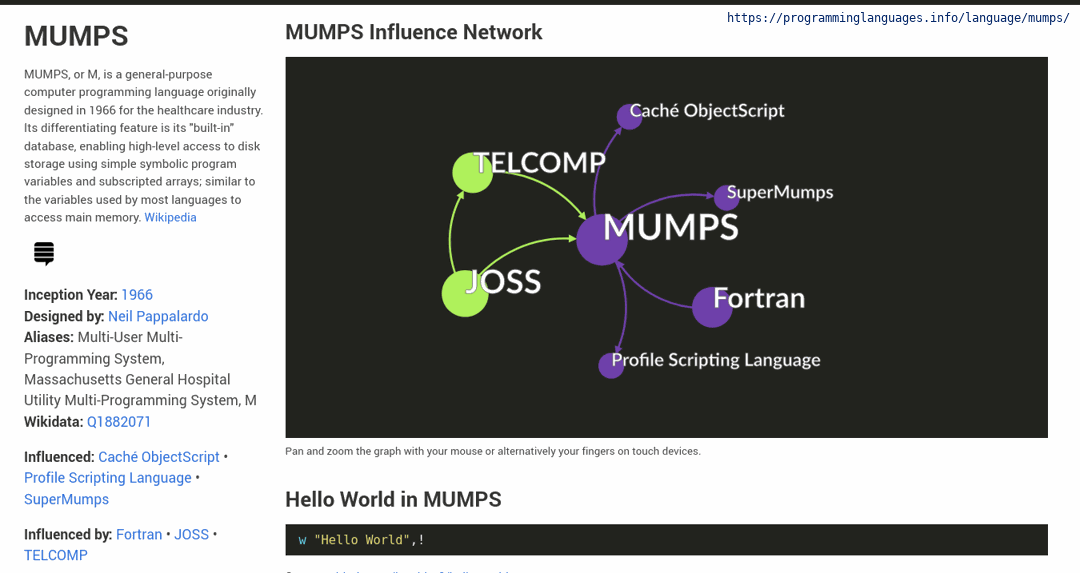 https://programminglanguages.info/language/mumps/
MUMPS
MUMPS, or M, is a general-purpose
computer programming language originally
designed in 1966 for the healthcare industry.
Its differentiating feature is its "built-in"
database, enabling high-level access to disk
storage using simple symbolic program
variables and subscripted arrays; similar to
the variables used by most languages to
access main memory. Wikipedia
Inception Year: 1966
Designed by: Neil Pappalardo
Aliases: Multi-User Multi-
Programming System,
Massachusetts General Hospital
Utility Multi-Programming System, M
Wikidata: Q1882071
Influenced: Caché ObjectScript •
Profile Scripting Language •
SuperMumps
Influenced by: Fortran • JOSS •
TELCOMP
MUMPS Influence Network
Caché ObjectScript
TELCOMP
SuperMumps
MUMPS
JOSS
Fortran
Profile Scripting Language
Pan and zoom the graph with your mouse or alternatively your fingers on touch devices.
Hello World in MUMPS
w "Hello World",!